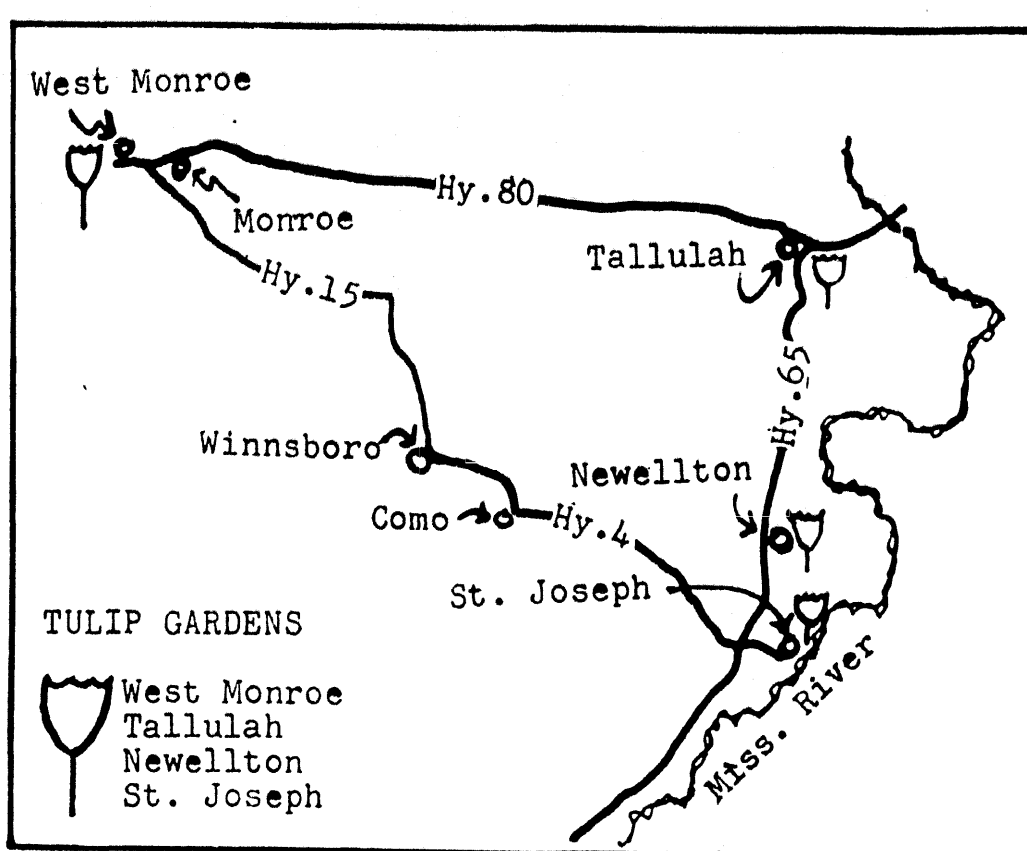 West Monroe
Monroe
Hy.80
Tallulah
Hy.15
Hy.65
Winnsboro
Newellton
Como
Hy.4
St. Joseph
TULIP GARDENS
West Monroe
Tallulah
Newellton
St. Joseph
Miss. River